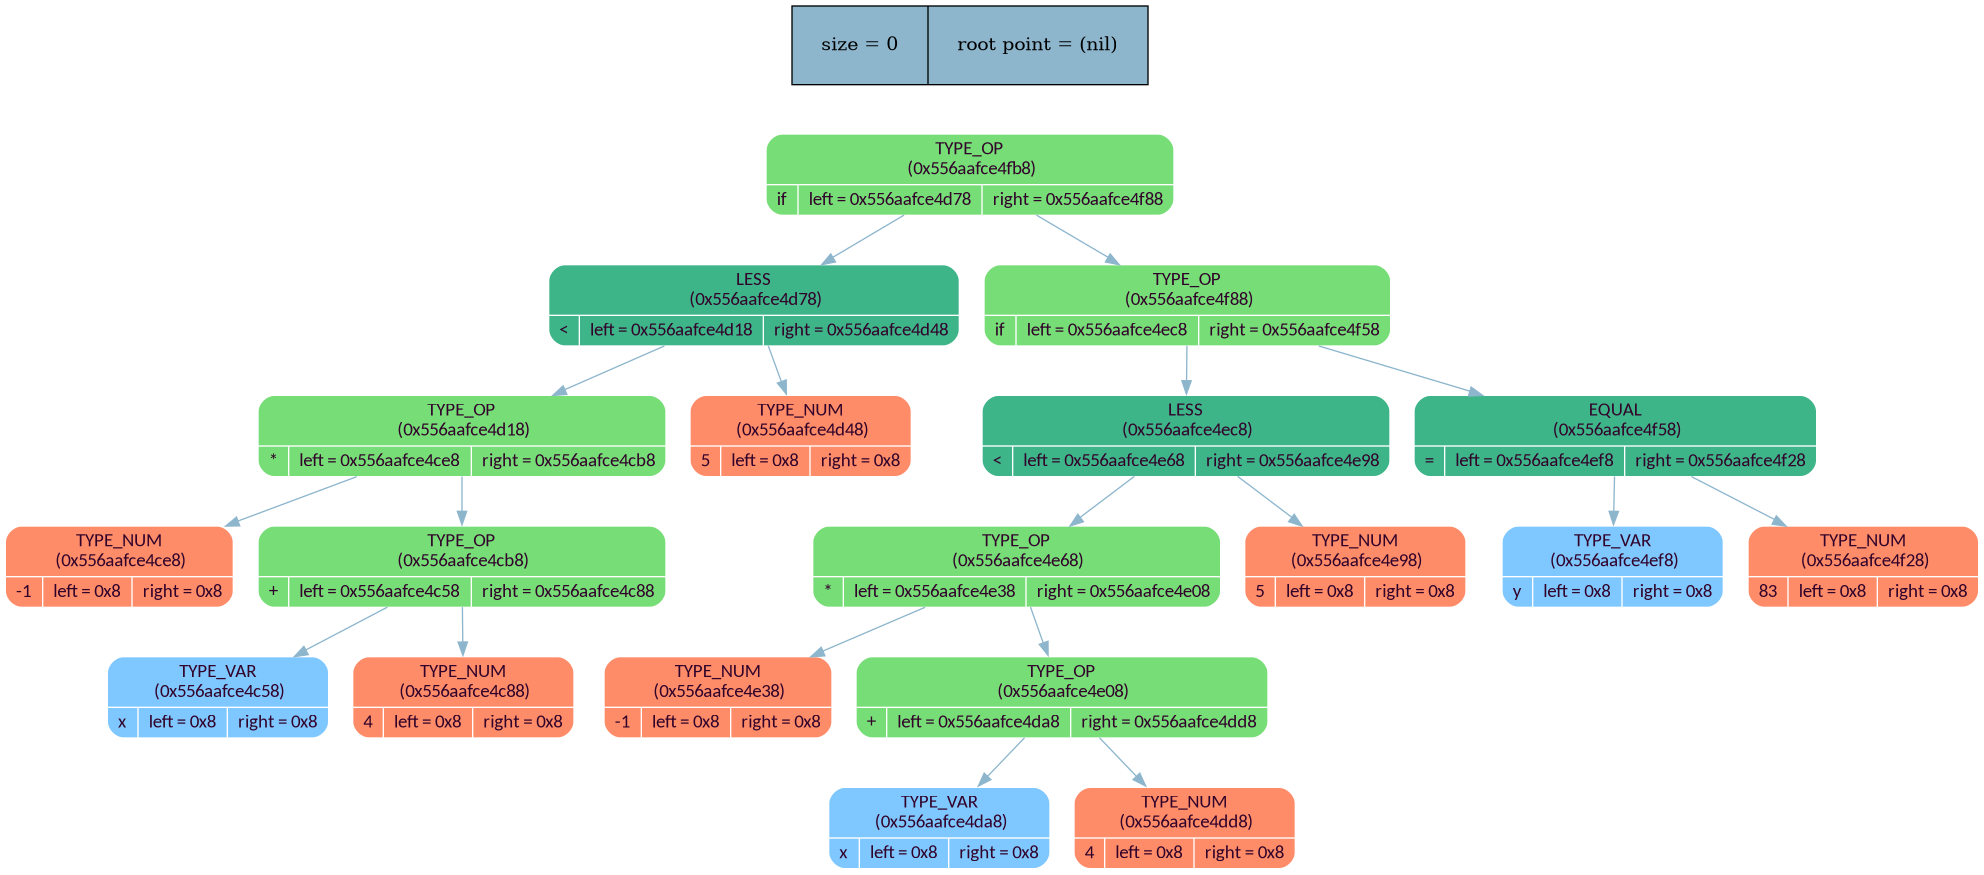 size = 0 root point = (nil)
TYPE_OP
(0x556aafce4fb8)
if left = 0x556aafce4d78 right = 0x556aafce4f88
LESS
(0x556aafce4d78)
< left = 0x556aafce4d18 right = 0x556aafce4d48
TYPE_OP
(0x556aafce4f88)
if left = 0x556aafce4ec8 right = 0x556aafce4f58
TYPE_OP
(0x556aafce4d18)
* left = 0x556aafce4ce8 right = 0x556aafce4cb8
TYPE_NUM
(0x556aafce4d48)
5 left = 0x8 right = 0x8
LESS
(0x556aafce4ec8)
< left = 0x556aafce4e68 right = 0x556aafce4e98
EQUAL
(0x556aafce4f58)
= left = 0x556aafce4ef8 right = 0x556aafce4f28
TYPE_NUM
(0x556aafce4ce8)
-1 left = 0x8 right = 0x8
TYPE_OP
(0x556aafce4cb8)
+ left = 0x556aafce4c58 right = 0x556aafce4c88
TYPE_OP
(0x556aafce4e68)
* left = 0x556aafce4e38 right = 0x556aafce4e08
TYPE_NUM
(0x556aafce4e98)
5 left = 0x8 right = 0x8
TYPE_VAR
(0x556aafce4ef8)
y left = 0x8 right = 0x8
TYPE_NUM
(0x556aafce4f28)
83 left = 0x8 right = 0x8
TYPE_VAR
(0x556aafce4c58)
x left = 0x8 right = 0x8
TYPE_NUM
(0x556aafce4c88)
4 left = 0x8 right = 0x8
TYPE_NUM
(0x556aafce4e38)
-1 left = 0x8 right = 0x8
TYPE_OP
(0x556aafce4e08)
+ left = 0x556aafce4da8 right = 0x556aafce4dd8
TYPE_VAR
(0x556aafce4da8)
x left = 0x8 right = 0x8
TYPE_NUM
(0x556aafce4dd8)
4 left = 0x8 right = 0x8